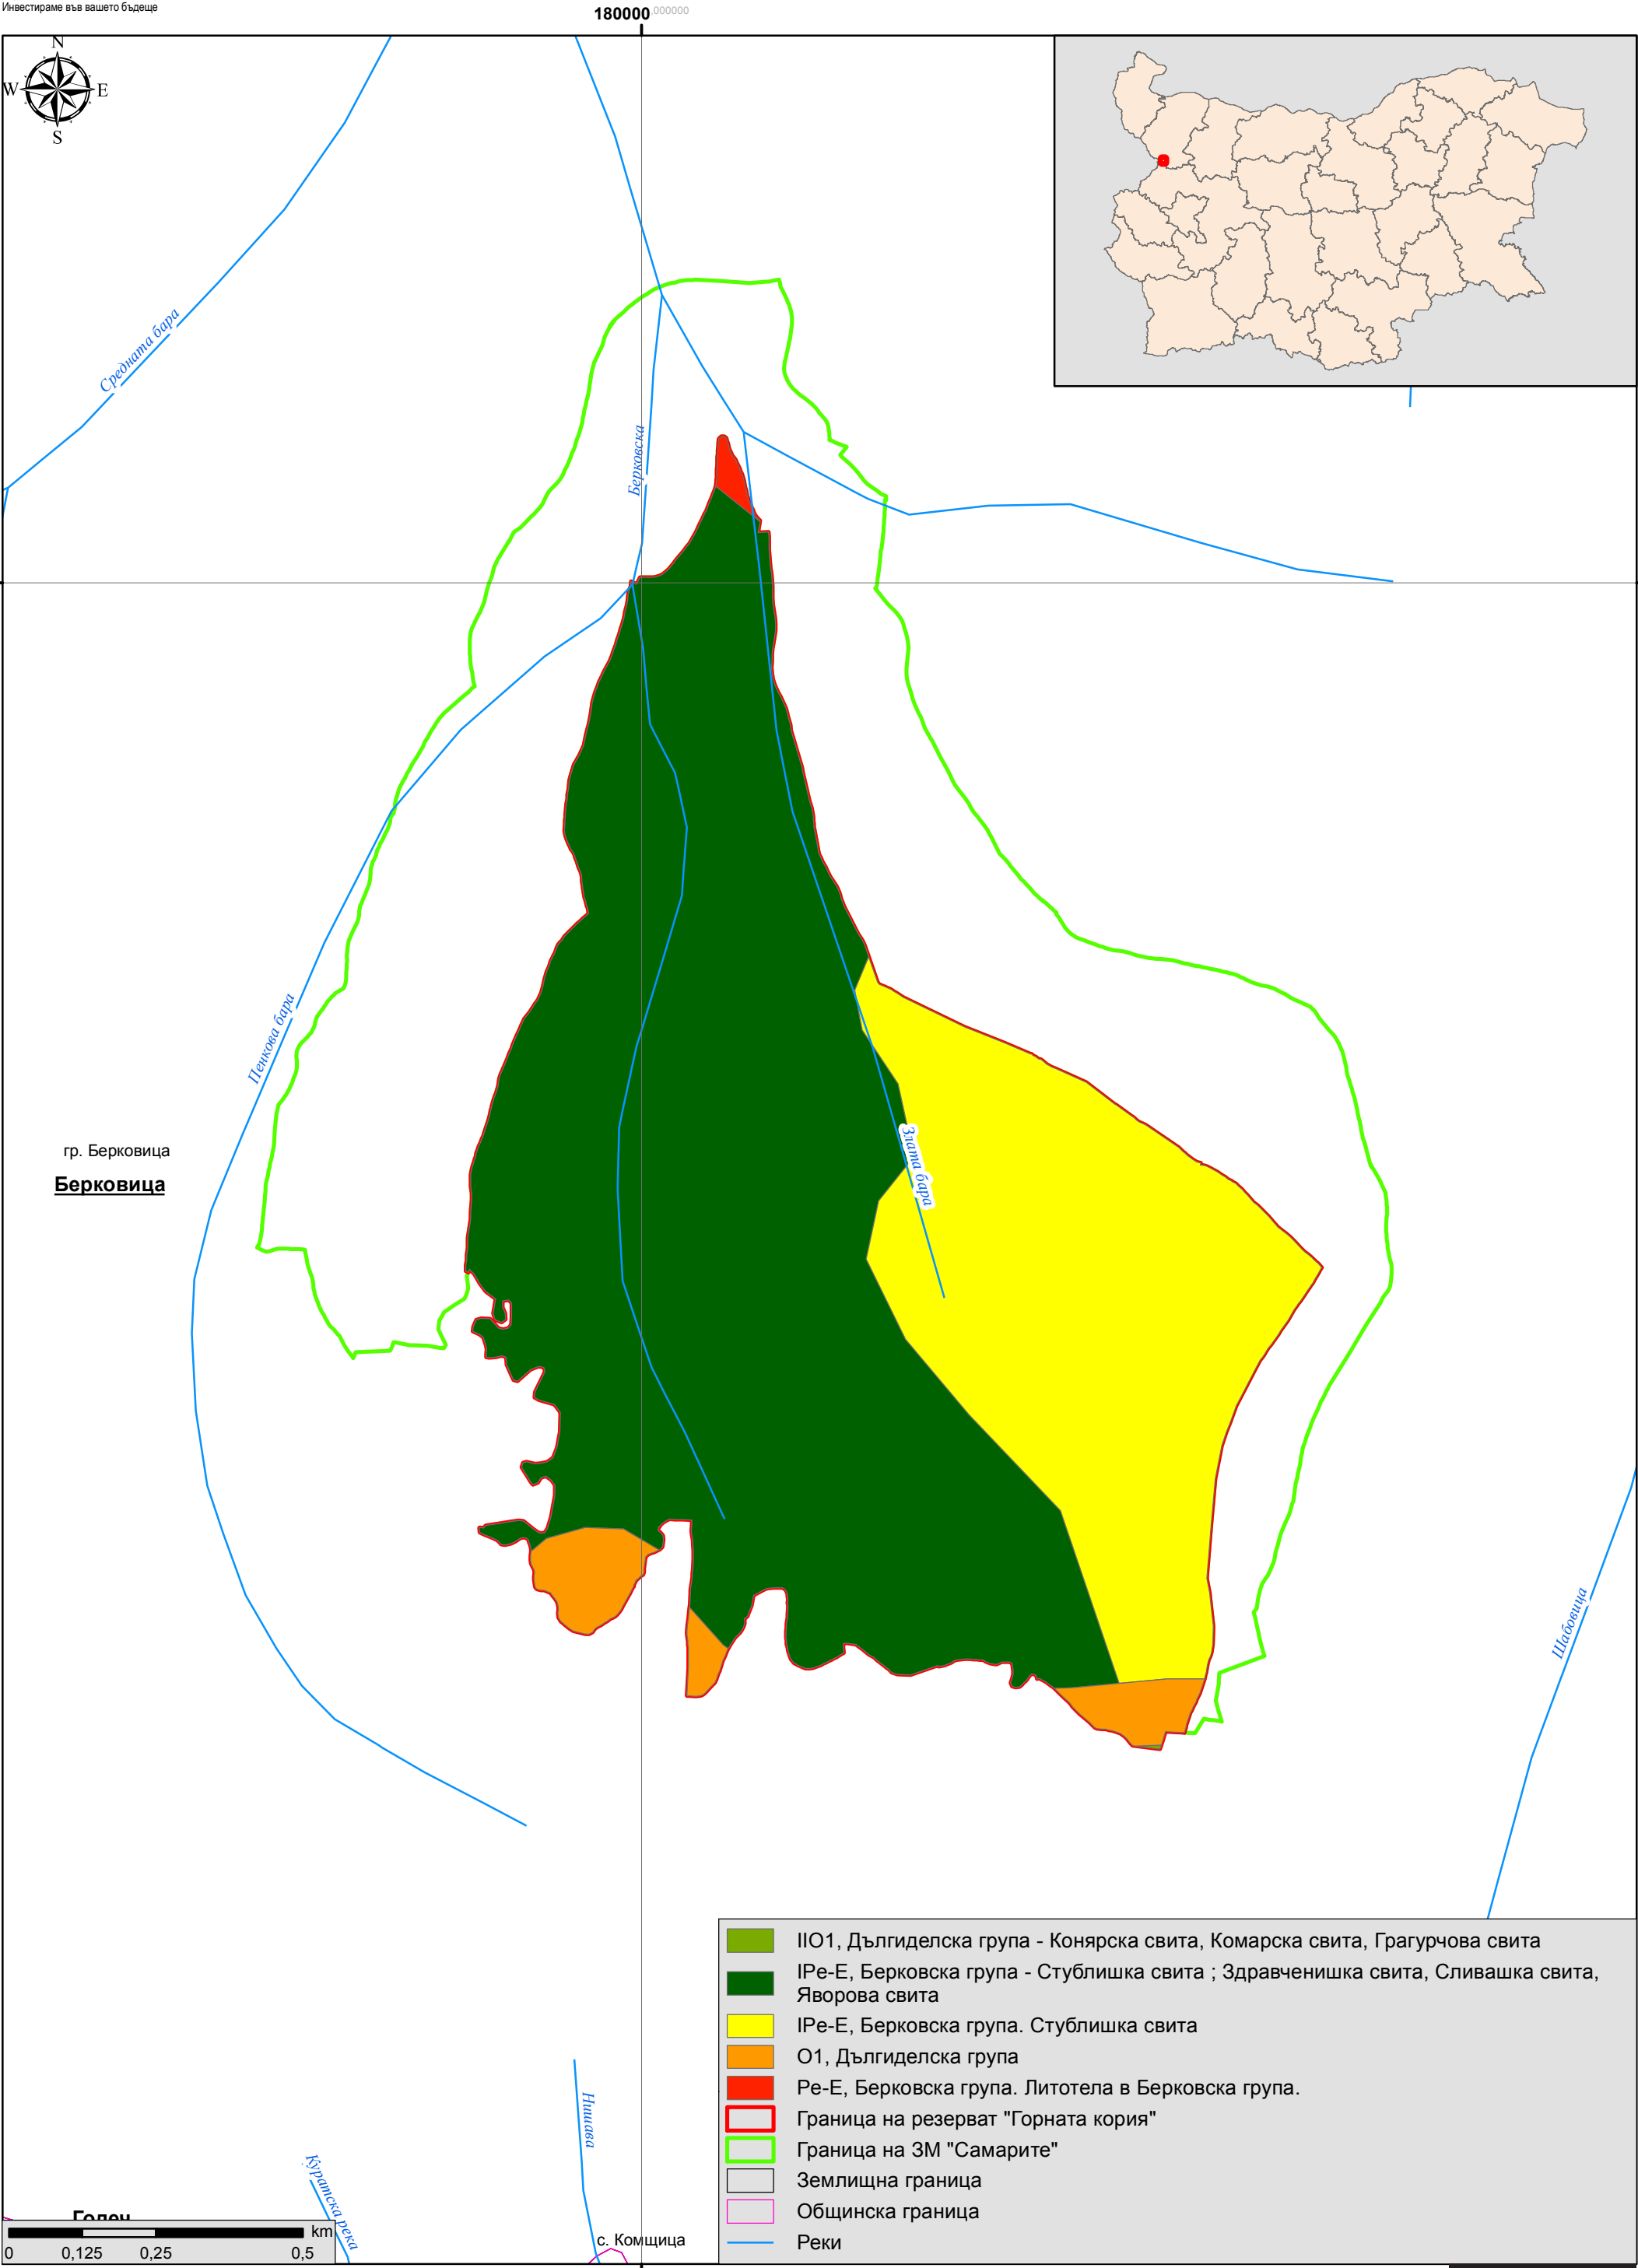 Инвестираме във вашето бъдеще
180000.000000
N
W E
S
Средната бара
Берковска
Пенкова бара
Злата бара
гр. Берковица
Берковица
Шабовица
IIO1, Дългиделска група - Конярска свита, Комарска свита, Грагурчова свита
IPe-E, Берковска група - Стублишка свита ; Здравченишка свита, Сливашка свита,
Яворова свита
IPe-E, Берковска група. Стублишка свита
O1, Дългиделска група
Pe-E, Берковска група. Литотела в Берковска група.
Граница на резерват "Горната кория"
Граница на ЗМ "Самарите"
Землищна граница
Общинска граница
Реки
Нишава
Куратска река
Годеч
km
0 0,125 0,25 0,5
с. Комщица